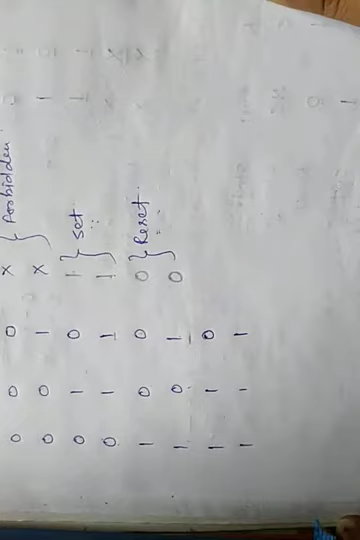 0 0 0 X } Forbidden
0 0 1 X
0 1 0 1 } Set
0 1 1 1
1 0 0 0 } Reset
1 0 1 0
1 1 0
1 1 1